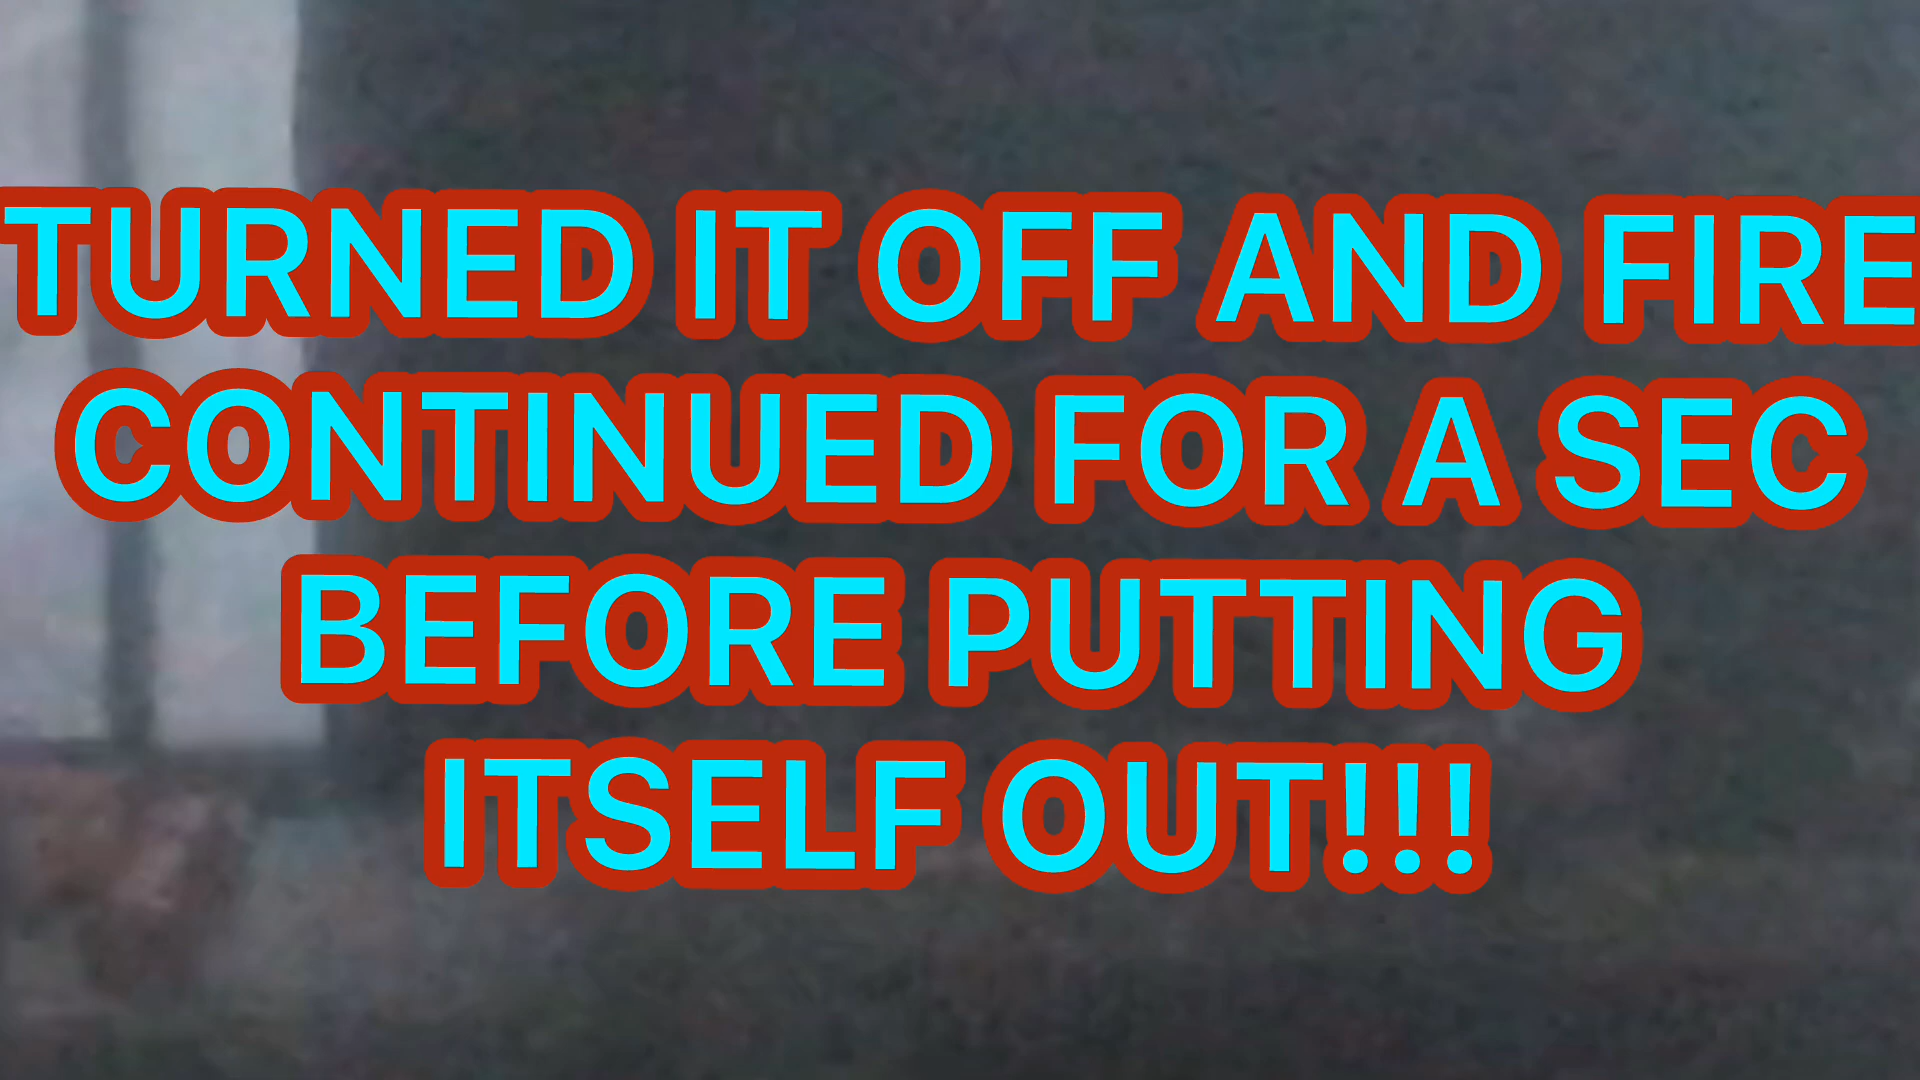 TURNED IT OFF AND FIRE
CONTINUED FOR A SEC
BEFORE PUTTING
ITSELF OUT!!!